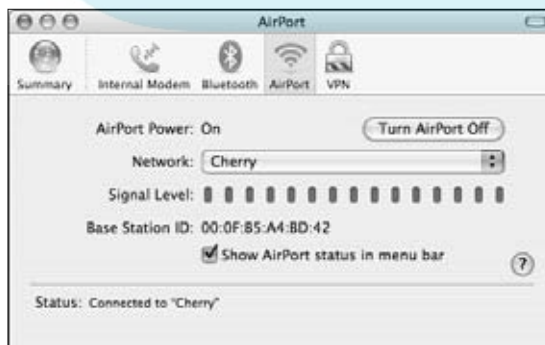 AirPort
Summary Internal Modem Bluetooth AirPort VPN
AirPort Power: On Turn AirPort Off
Network: Cherry
Signal Level:
Base Station ID: 00:0F:B5:A4:BD:42
Show AirPort status in menu bar ?
Status: Connected to "Cherry"